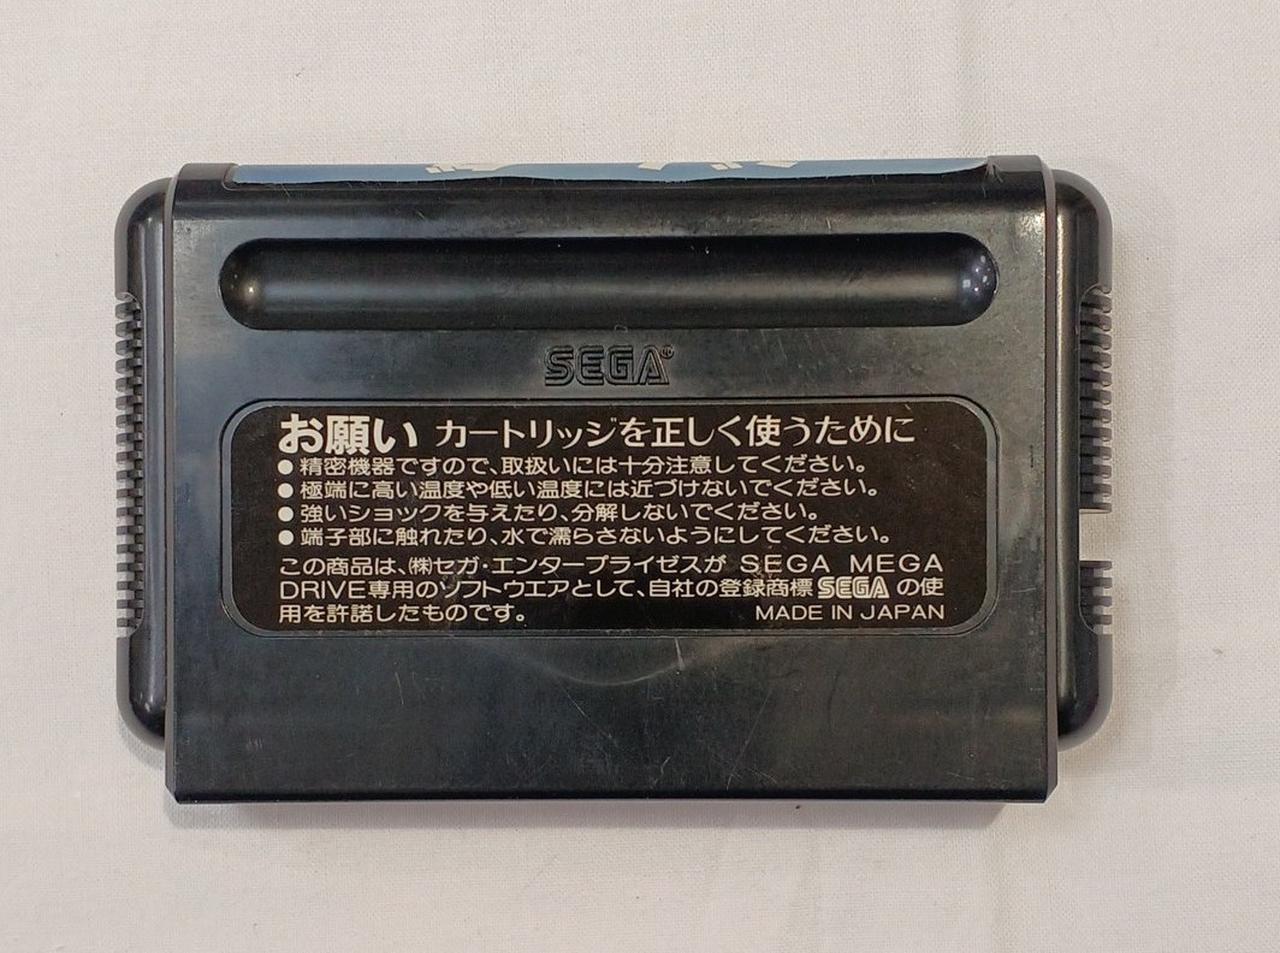 SEGA®
お願い カートリッジを正しく使うために
●精密機器ですので、取扱いには十分注意してください。
●極端に高い温度や低い温度には近づけないでください。
●強いショックを与えたり、分解しないでください。
●端子部に触れたり、水で濡らさないようにしてください。
この商品は、㈱セガ・エンタープライゼスが SEGA MEGA
DRIVE専用のソフトウエアとして、自社の登録商標 SEGA の使
用を許諾したものです。 MADE IN JAPAN